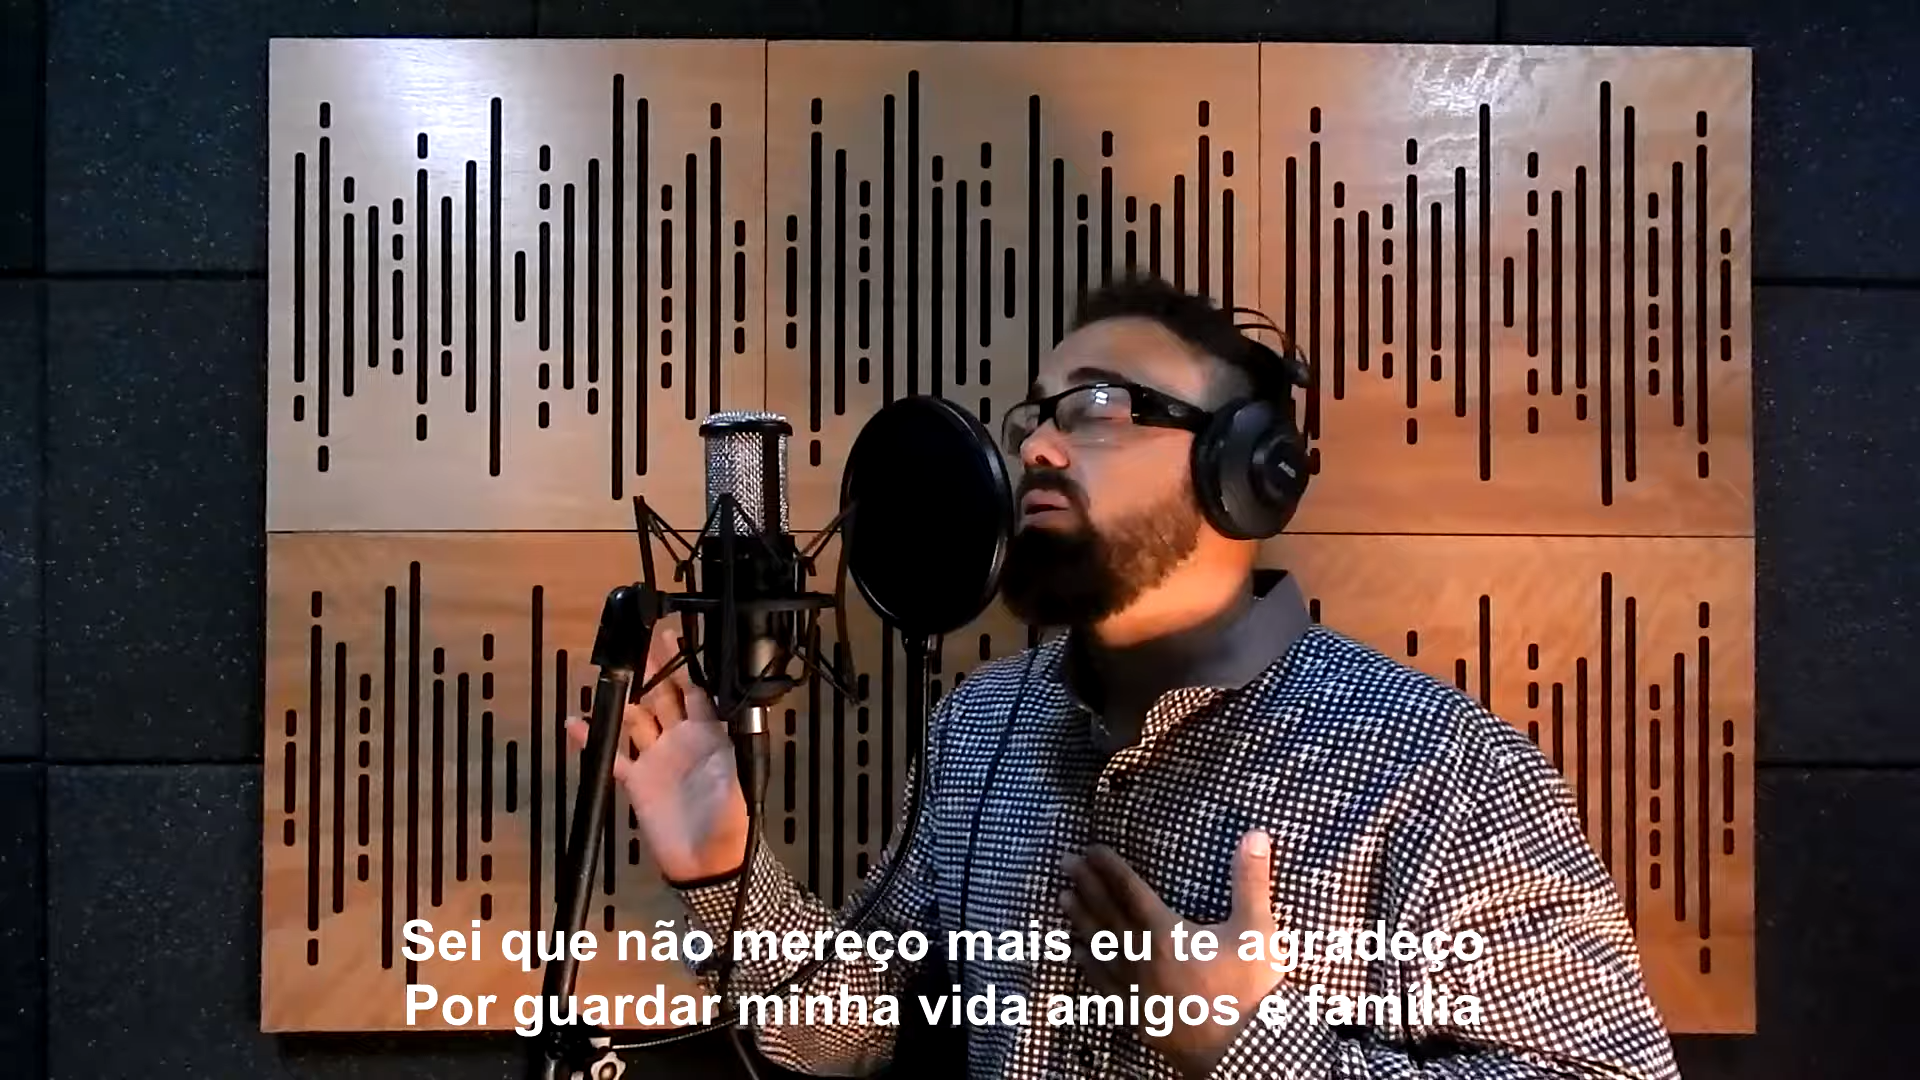 Sei que não mereço mais eu te agradeço
Por guardar minha vida amigos e família